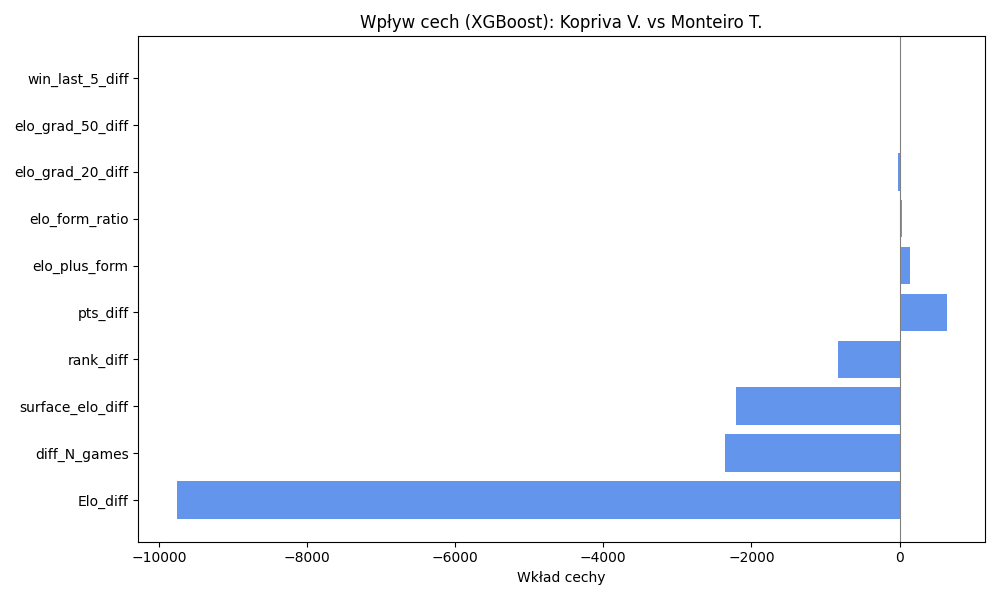 Wpływ cech (XGBoost): Kopriva V. vs Monteiro T.
win_last_5_diff
elo_grad_50_diff
elo_grad_20_diff
elo_form_ratio
elo_plus_form
pts_diff
rank_diff
surface_elo_diff
diff_N_games
Elo_diff
−10000 −8000 −6000 −4000 −2000 0
Wkład cechy